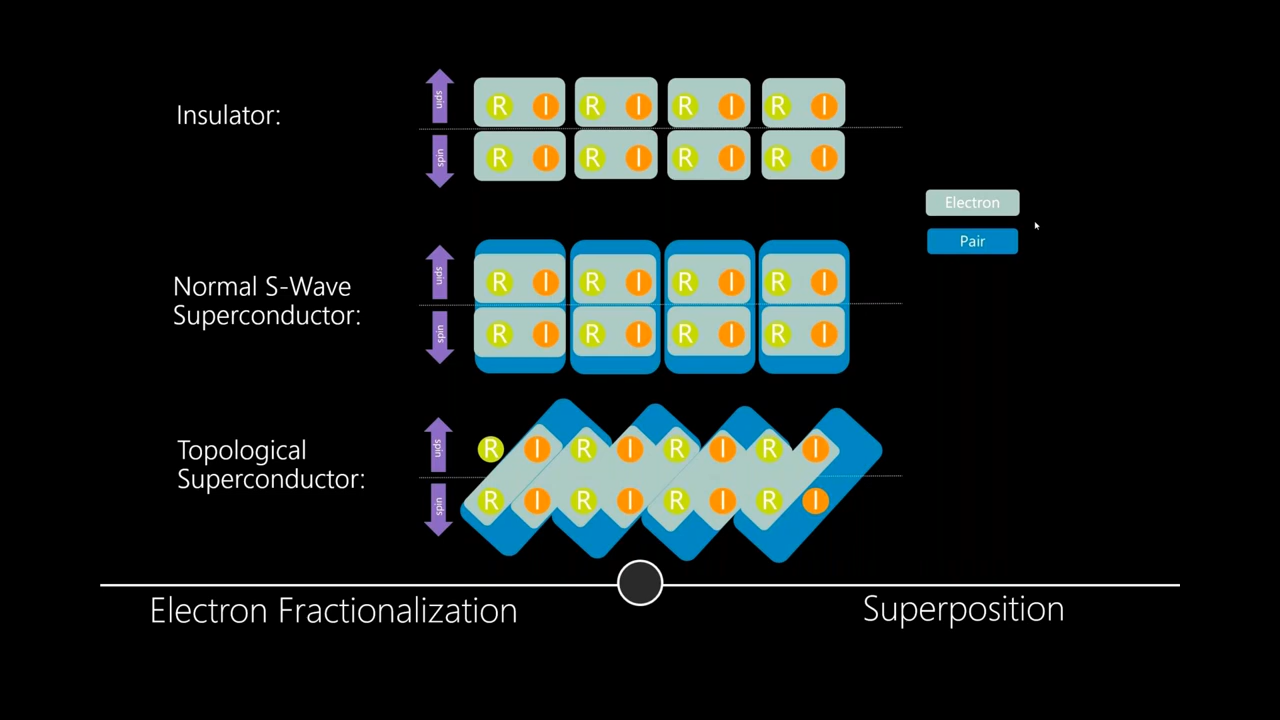 Insulator:
spin
R I R I R I R I
spin
R I R I R I R I
Electron
Pair
Normal S-Wave
Superconductor:
spin
R I R I R I R I
spin
R I R I R I R I
Topological
Superconductor:
spin
R I R I R I R I
spin
R I R I R I R I
Electron Fractionalization
Superposition